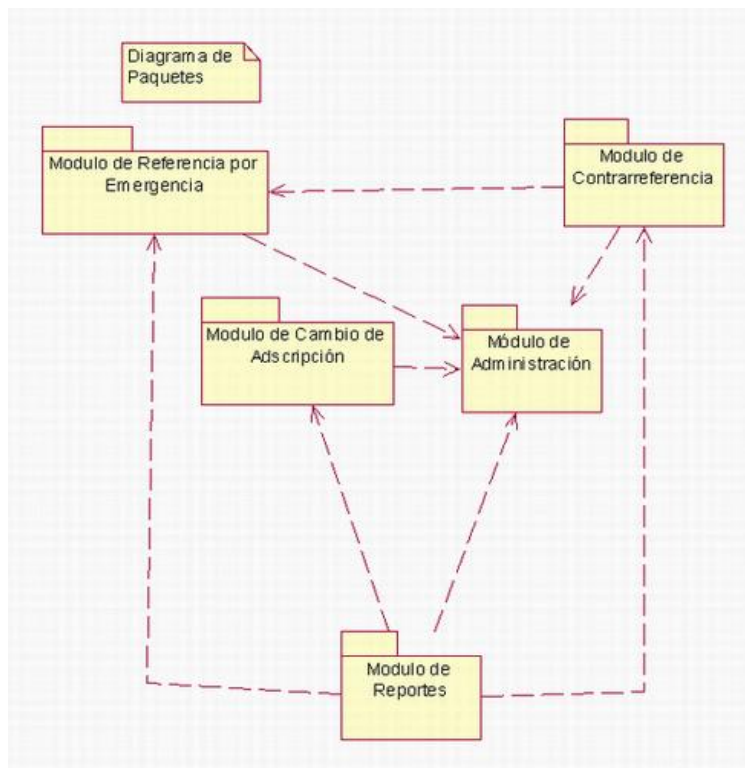 Diagrama de
Paquetes
Modulo de Referencia por
Emergencia
Modulo de
Contrarreferencia
Modulo de Cambio de
Adscripción
Módulo de
Administración
Modulo de
Reportes